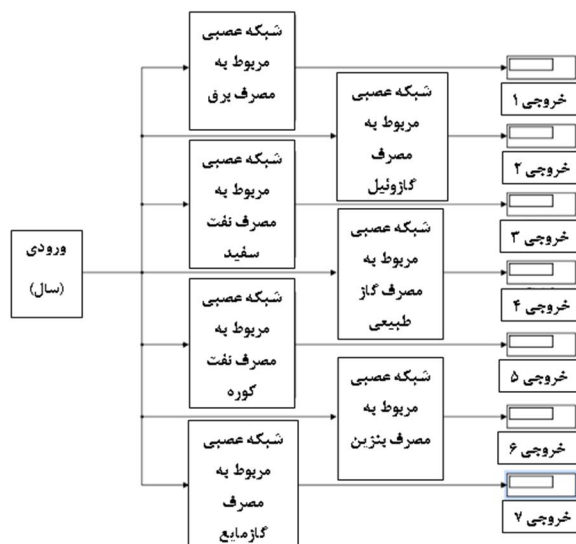 شبکه عصبی
مربوط به
مصرف برق
خروجی ۱
شبکه عصبی
مربوط به
مصرف
گازوئیل
خروجی ۲
شبکه عصبی
مربوط به
مصرف نفت
سفید
خروجی ۳
ورودی
(سال)
شبکه عصبی
مربوط به
مصرف گاز
طبیعی
خروجی ۴
شبکه عصبی
مربوط به
مصرف نفت
کوره
خروجی ۵
شبکه عصبی
مربوط به
مصرف بنزین
خروجی ۶
شبکه عصبی
مربوط به
مصرف
گازمایع
خروجی ۷